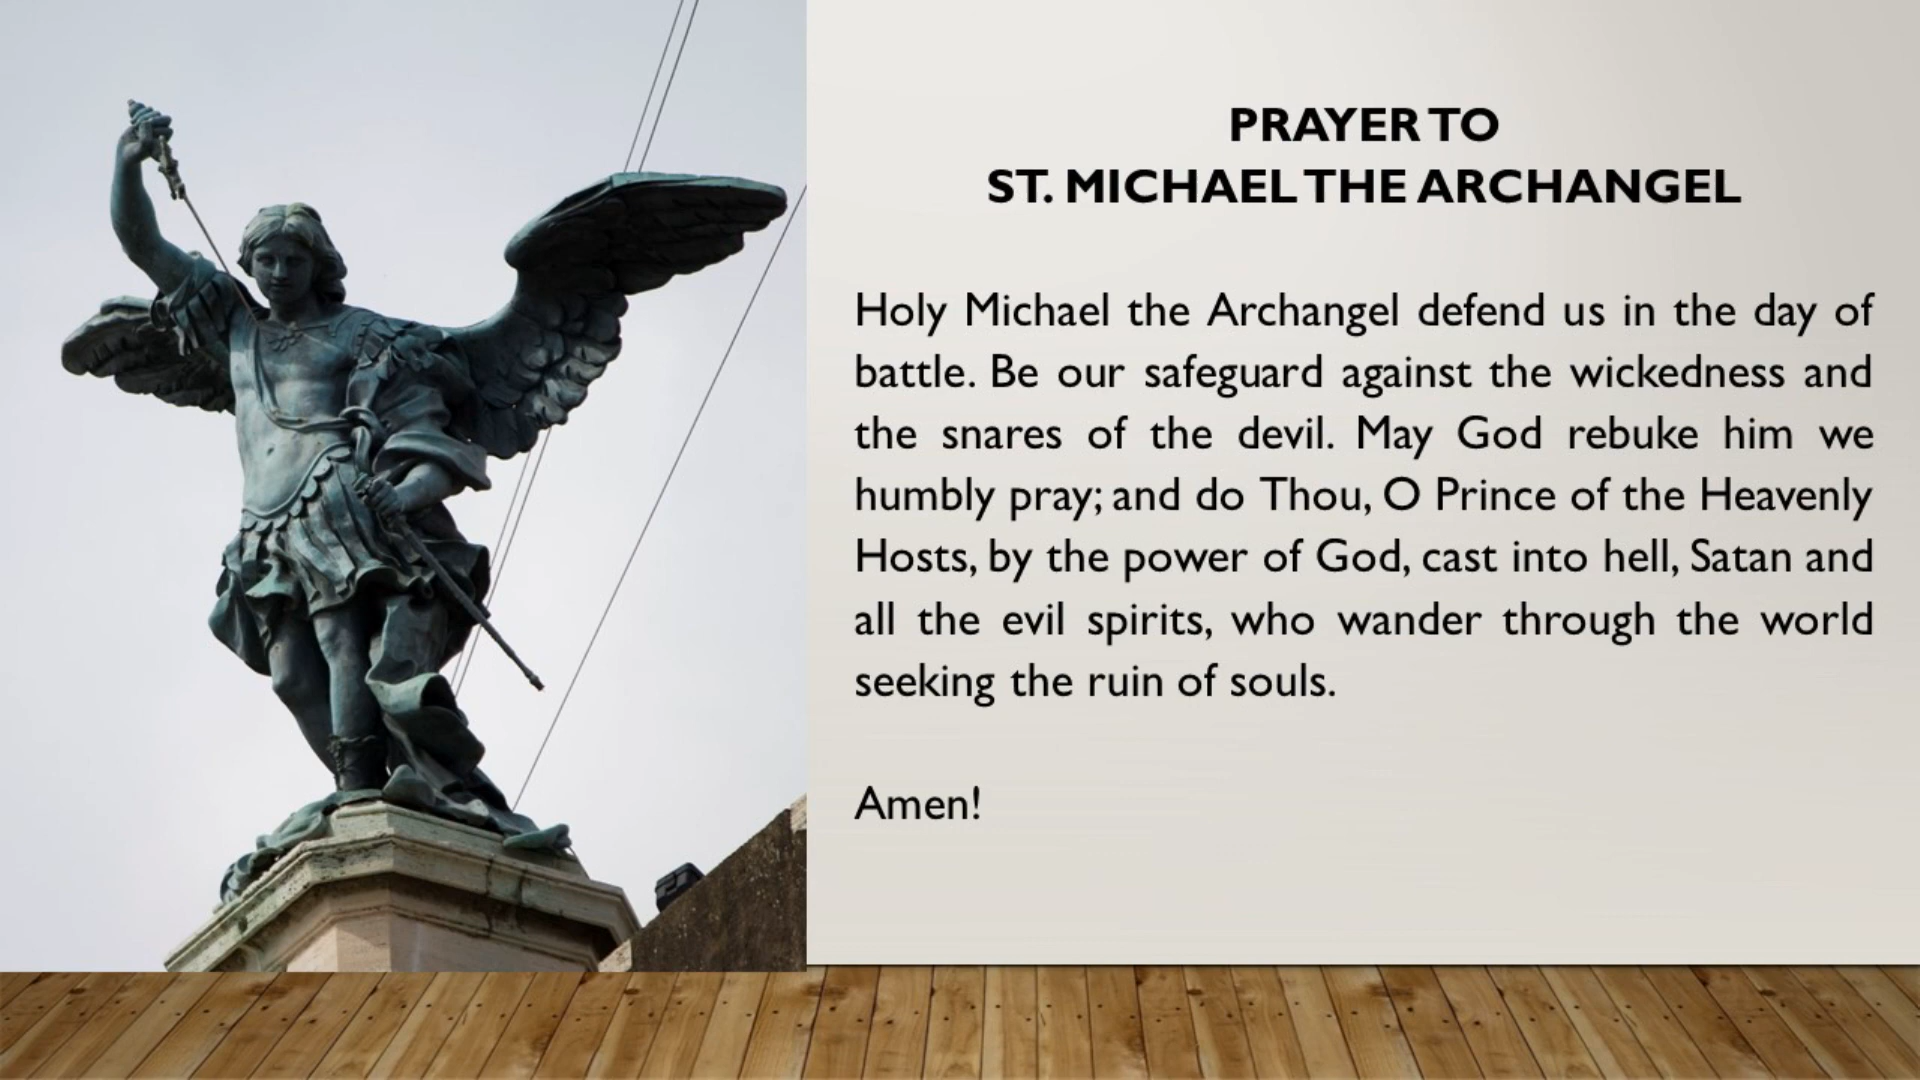 PRAYER TO
ST. MICHAEL THE ARCHANGEL
Holy Michael the Archangel defend us in the day of
battle. Be our safeguard against the wickedness and
the snares of the devil. May God rebuke him we
humbly pray; and do Thou, O Prince of the Heavenly
Hosts, by the power of God, cast into hell, Satan and
all the evil spirits, who wander through the world
seeking the ruin of souls.
Amen!